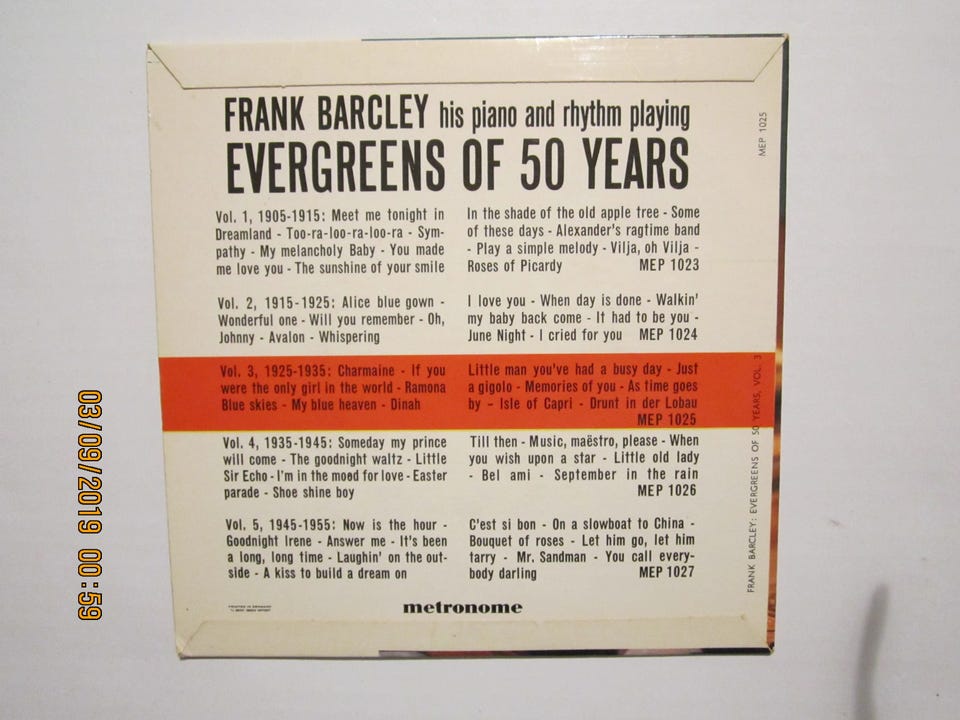 FRANK BARCLEY his piano and rhythm playing
EVERGREENS OF 50 YEARS
Vol. 1, 1905-1915: Meet me tonight in
Dreamland - Too-ra-loo-ra-loo-ra - Sym-
pathy - My melancholy Baby - You made
me love you - The sunshine of your smile
In the shade of the old apple tree - Some
of these days - Alexander's ragtime band
- Play a simple melody - Vilja, oh Vilja -
Roses of Picardy MEP 1023
Vol. 2, 1915-1925: Alice blue gown -
Wonderful one - Will you remember - Oh,
Johnny - Avalon - Whispering
I love you - When day is done - Walkin'
my baby back come - It had to be you -
June Night - I cried for you MEP 1024
Vol. 3, 1925-1935: Charmaine - If you
were the only girl in the world - Ramona
Blue skies - My blue heaven - Dinah
Little man you've had a busy day - Just
a gigolo - Memories of you - As time goes
by - Isle of Capri - Drunt in der Lobau
MEP 1025
Vol. 4, 1935-1945: Someday my prince
will come - The goodnight waltz - Little
Sir Echo - I'm in the mood for love - Easter
parade - Shoe shine boy
Till then - Music, maëstro, please - When
you wish upon a star - Little old lady
- Bel ami - September in the rain
MEP 1026
Vol. 5, 1945-1955: Now is the hour -
Goodnight Irene - Answer me - It's been
a long, long time - Laughin' on the out-
side - A kiss to build a dream on
C'est si bon - On a slowboat to China -
Bouquet of roses - Let him go, let him
tarry - Mr. Sandman - You call every-
body darling MEP 1027
PRINTED IN DENMARK
metronome
MEP 1025
FRANK BARCLEY: EVERGREENS OF 50 YEARS, VOL. 3
03/09/2019 00:59